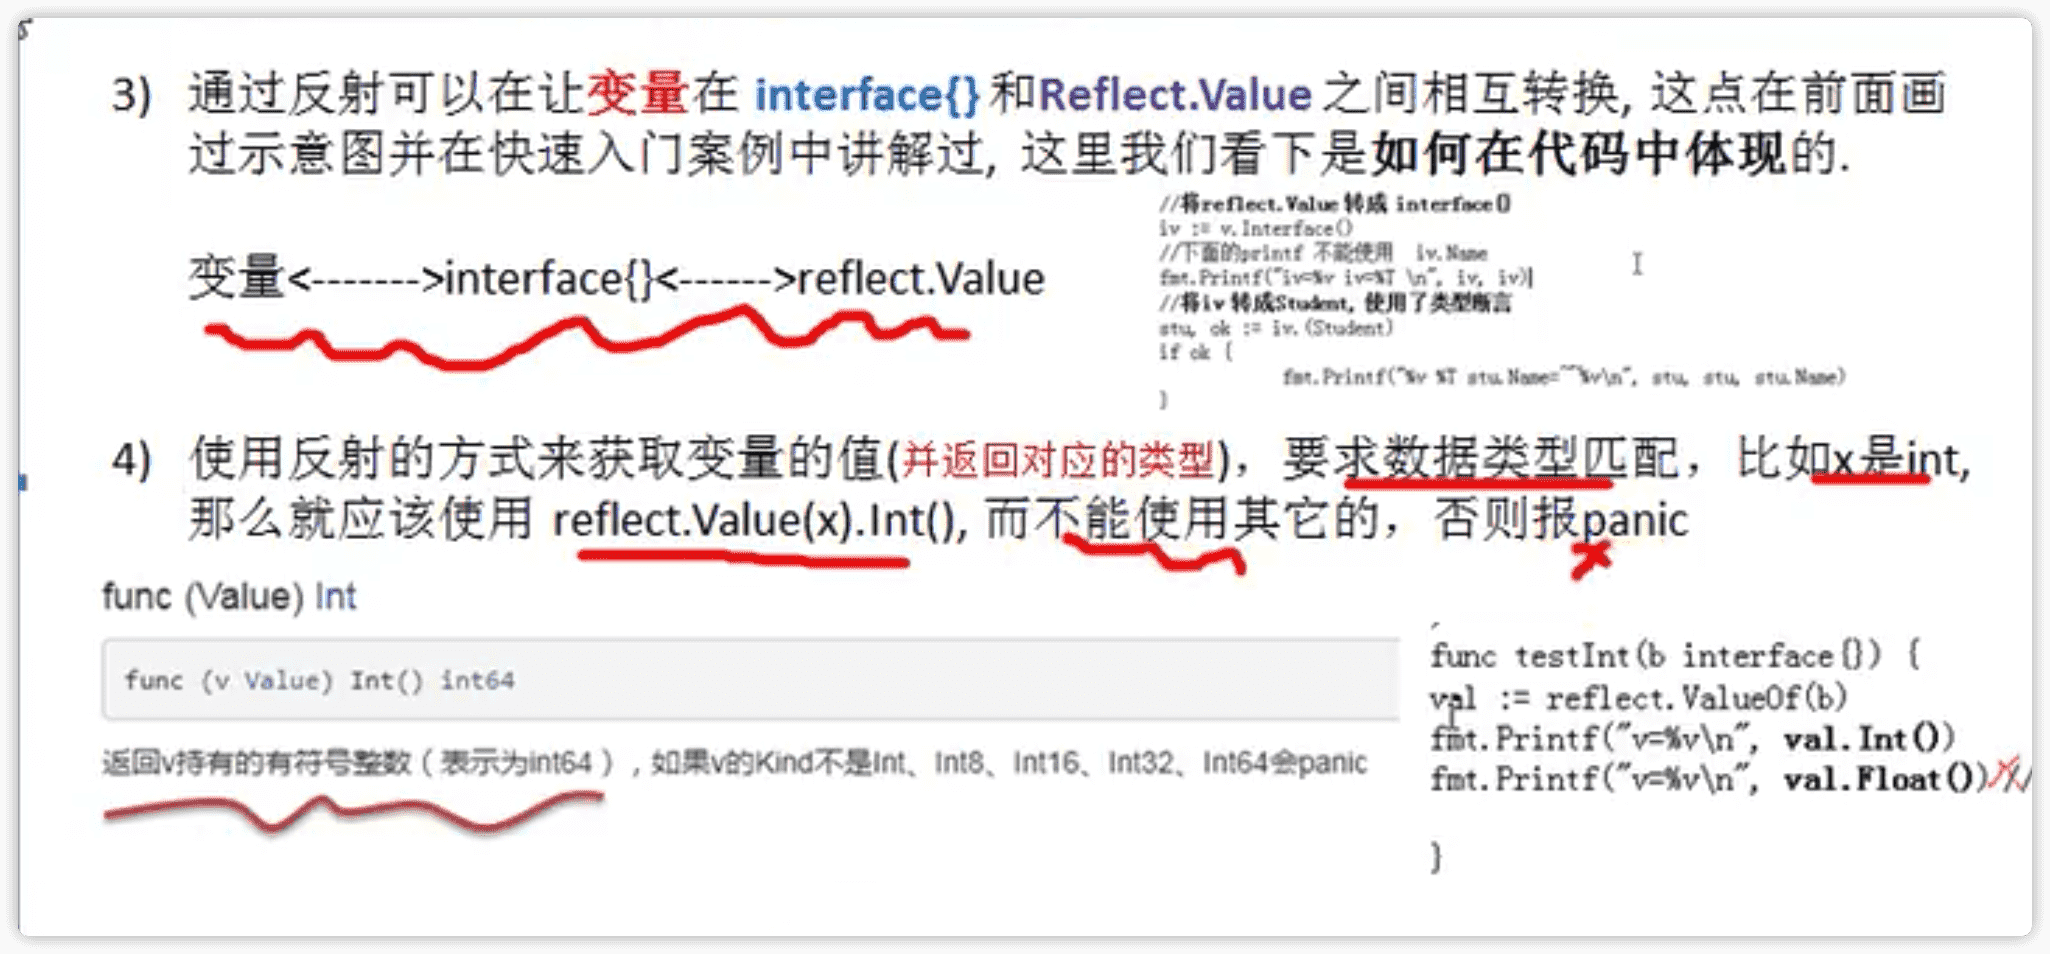 3) 通过反射可以在让变量在 interface{} 和Reflect.Value 之间相互转换, 这点在前面画
过示意图并在快速入门案例中讲解过, 这里我们看下是如何在代码中体现的.
//将reflect.Value 转成 interface{}
iv := v.Interface()
//下面的printf 不能使用 iv.Name
fmt.Printf("iv=%v iv=%T \n", iv, iv)
//将iv 转成Student, 使用了类型断言
stu, ok := iv.(Student)
if ok {
fmt.Printf("%v %T stu.Name=~~%v\n", stu, stu, stu.Name)
}
变量<------->interface{}<------>reflect.Value
4) 使用反射的方式来获取变量的值(并返回对应的类型)，要求数据类型匹配，比如x是int,
那么就应该使用 reflect.Value(x).Int(), 而不能使用其它的，否则报panic
func (Value) Int
func (v Value) Int() int64
返回v持有的有符号整数（表示为int64），如果v的Kind不是Int、Int8、Int16、Int32、Int64会panic
func testInt(b interface{}) {
val := reflect.ValueOf(b)
fmt.Printf("v=%v\n", val.Int())
fmt.Printf("v=%v\n", val.Float())
}